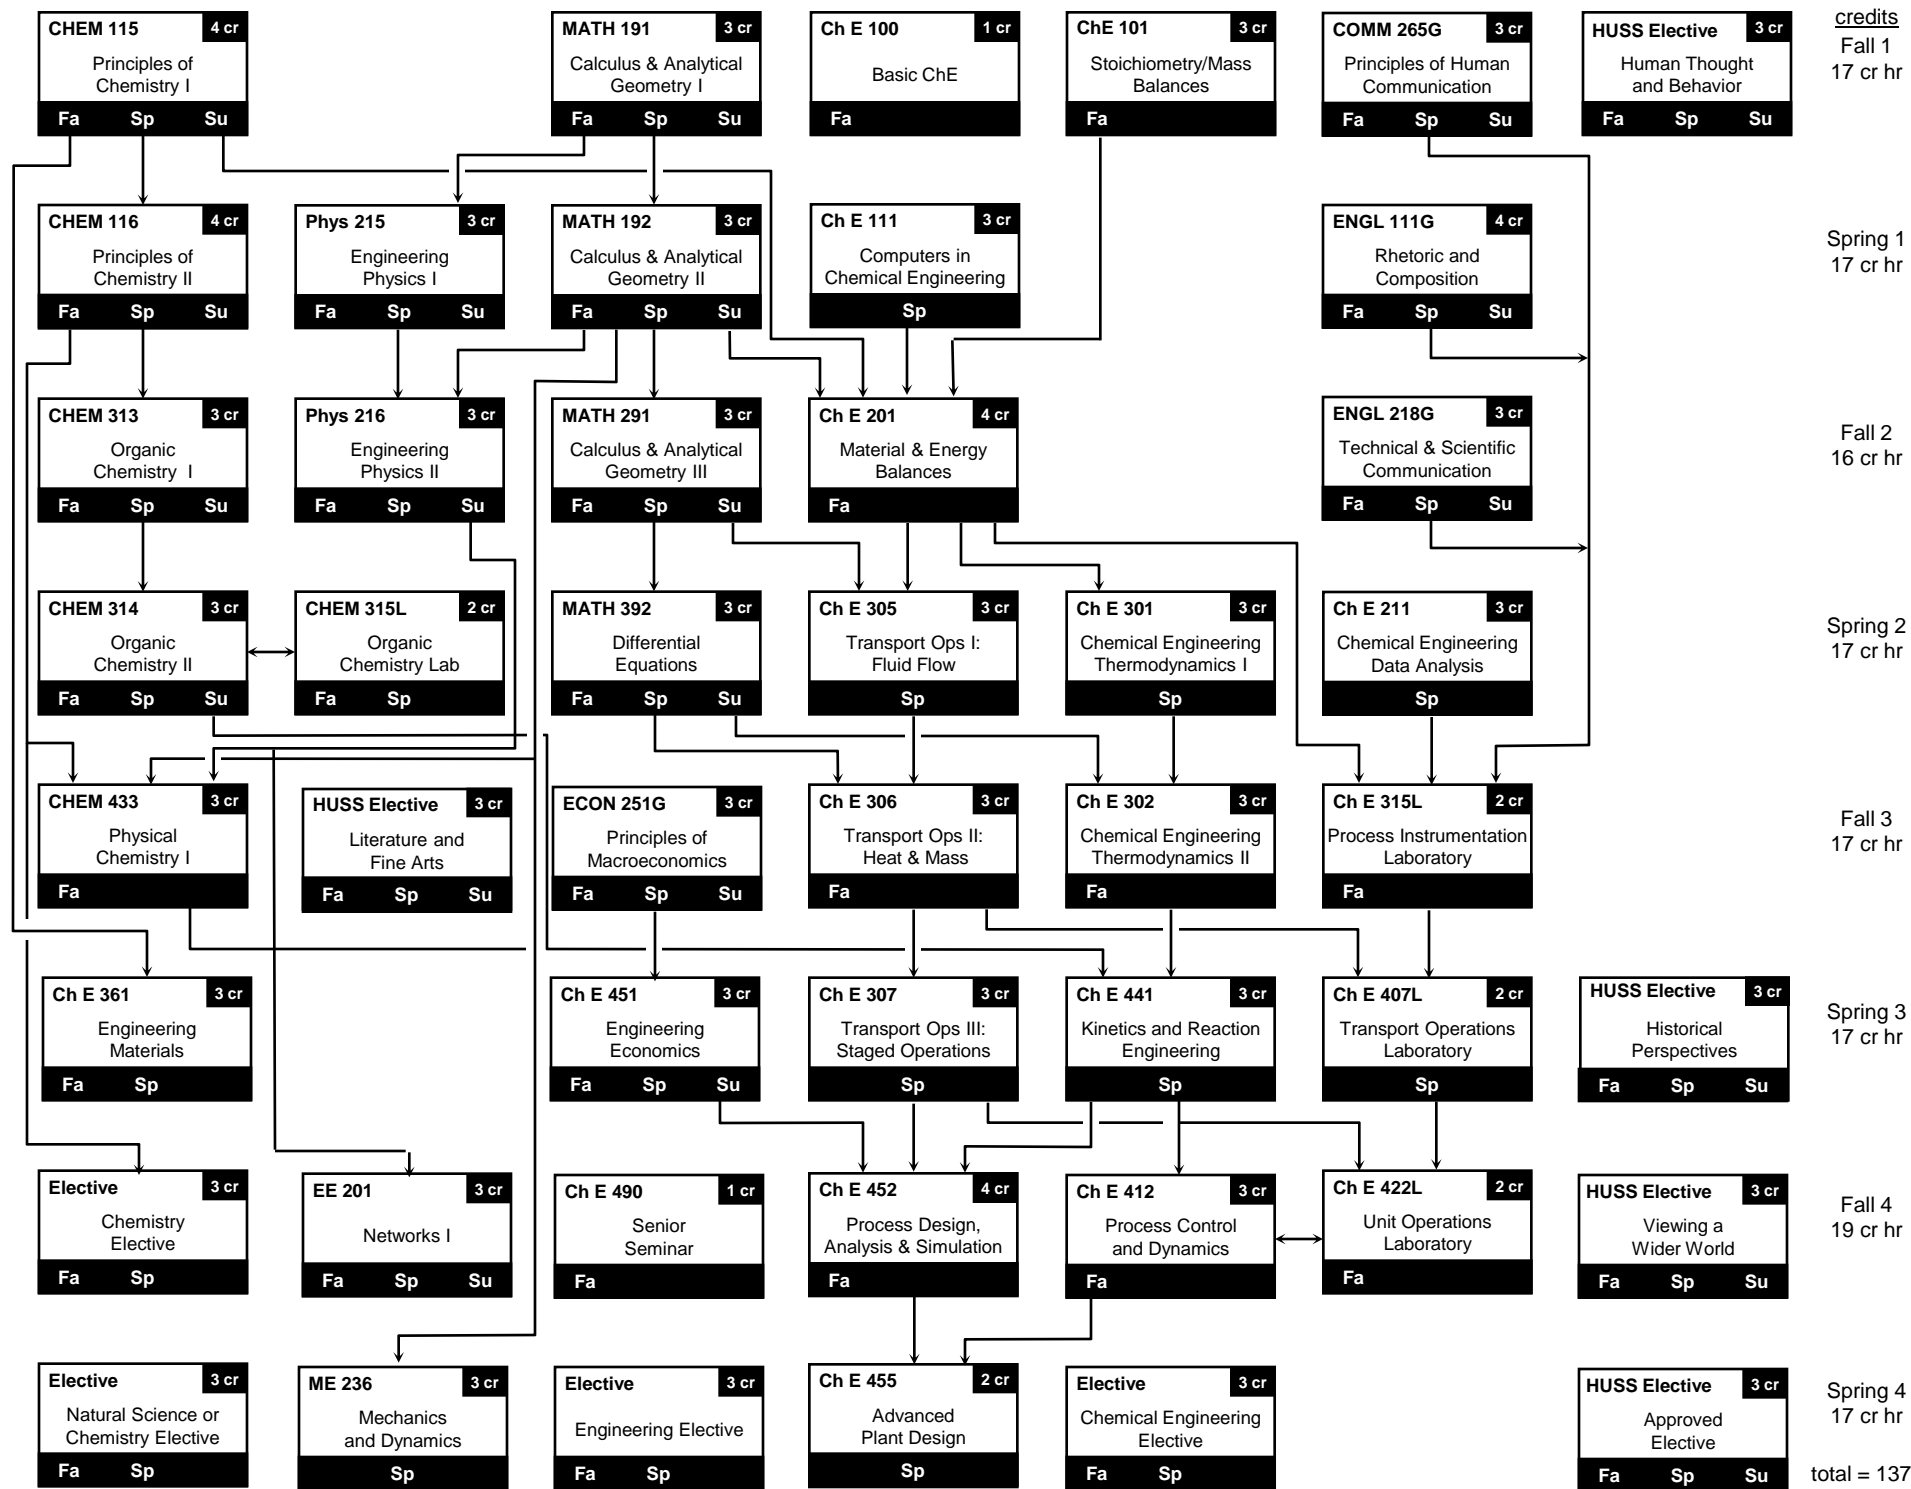 CHEM 115 4 cr
Principles of
Chemistry I
Fa Sp Su
MATH 191 3 cr
Calculus & Analytical
Geometry I
Fa Sp Su
Ch E 100 1 cr
Basic ChE
Fa
ChE 101 3 cr
Stoichiometry/Mass
Balances
Fa
COMM 265G 3 cr
Principles of Human
Communication
Fa Sp Su
HUSS Elective 3 cr
Human Thought
and Behavior
Fa Sp Su
credits
Fall 1
17 cr hr
CHEM 116 4 cr
Principles of
Chemistry II
Fa Sp Su
Phys 215 3 cr
Engineering
Physics I
Fa Sp Su
MATH 192 3 cr
Calculus & Analytical
Geometry II
Fa Sp Su
Ch E 111 3 cr
Computers in
Chemical Engineering
Sp
ENGL 111G 4 cr
Rhetoric and
Composition
Fa Sp Su
Spring 1
17 cr hr
CHEM 313 3 cr
Organic
Chemistry I
Fa Sp Su
Phys 216 3 cr
Engineering
Physics II
Fa Sp Su
MATH 291 3 cr
Calculus & Analytical
Geometry III
Fa Sp Su
Ch E 201 4 cr
Material & Energy
Balances
Fa
ENGL 218G 3 cr
Technical & Scientific
Communication
Fa Sp Su
Fall 2
16 cr hr
CHEM 314 3 cr
Organic
Chemistry II
Fa Sp Su
CHEM 315L 2 cr
Organic
Chemistry Lab
Fa Sp
MATH 392 3 cr
Differential
Equations
Fa Sp Su
Ch E 305 3 cr
Transport Ops I:
Fluid Flow
Sp
Ch E 301 3 cr
Chemical Engineering
Thermodynamics I
Sp
Ch E 211 3 cr
Chemical Engineering
Data Analysis
Sp
Spring 2
17 cr hr
CHEM 433 3 cr
Physical
Chemistry I
Fa
HUSS Elective 3 cr
Literature and
Fine Arts
Fa Sp Su
ECON 251G 3 cr
Principles of
Macroeconomics
Fa Sp Su
Ch E 306 3 cr
Transport Ops II:
Heat & Mass
Fa
Ch E 302 3 cr
Chemical Engineering
Thermodynamics II
Fa
Ch E 315L 2 cr
Process Instrumentation
Laboratory
Fa
Fall 3
17 cr hr
Ch E 361 3 cr
Engineering
Materials
Fa Sp
Ch E 451 3 cr
Engineering
Economics
Fa Sp Su
Ch E 307 3 cr
Transport Ops III:
Staged Operations
Sp
Ch E 441 3 cr
Kinetics and Reaction
Engineering
Sp
Ch E 407L 2 cr
Transport Operations
Laboratory
Sp
HUSS Elective 3 cr
Historical
Perspectives
Fa Sp Su
Spring 3
17 cr hr
Elective 3 cr
Chemistry
Elective
Fa Sp
EE 201 3 cr
Networks I
Fa Sp Su
Ch E 490 1 cr
Senior
Seminar
Fa
Ch E 452 4 cr
Process Design,
Analysis & Simulation
Fa
Ch E 412 3 cr
Process Control
and Dynamics
Fa
Ch E 422L 2 cr
Unit Operations
Laboratory
Fa
HUSS Elective 3 cr
Viewing a
Wider World
Fa Sp Su
Fall 4
19 cr hr
Elective 3 cr
Natural Science or
Chemistry Elective
Fa Sp
ME 236 3 cr
Mechanics
and Dynamics
Sp
Elective 3 cr
Engineering Elective
Fa Sp
Ch E 455 2 cr
Advanced
Plant Design
Sp
Elective 3 cr
Chemical Engineering
Elective
Fa Sp
HUSS Elective 3 cr
Approved
Elective
Fa Sp Su
Spring 4
17 cr hr
total = 137